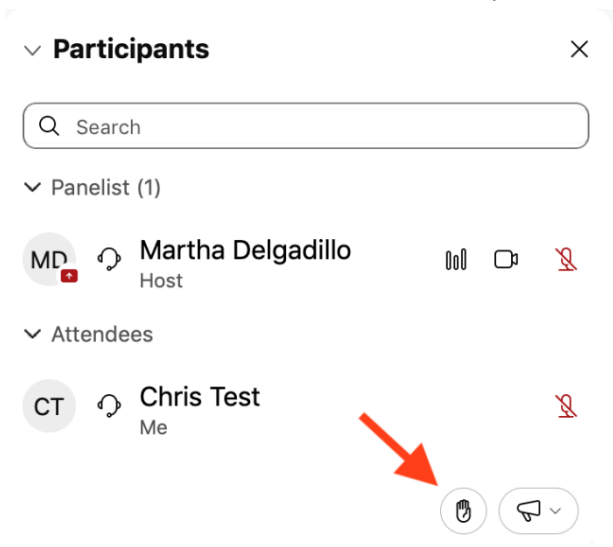 Participants
Search
Panelist (1)
MD
Martha Delgadillo
Host
Attendees
CT
Chris Test
Me